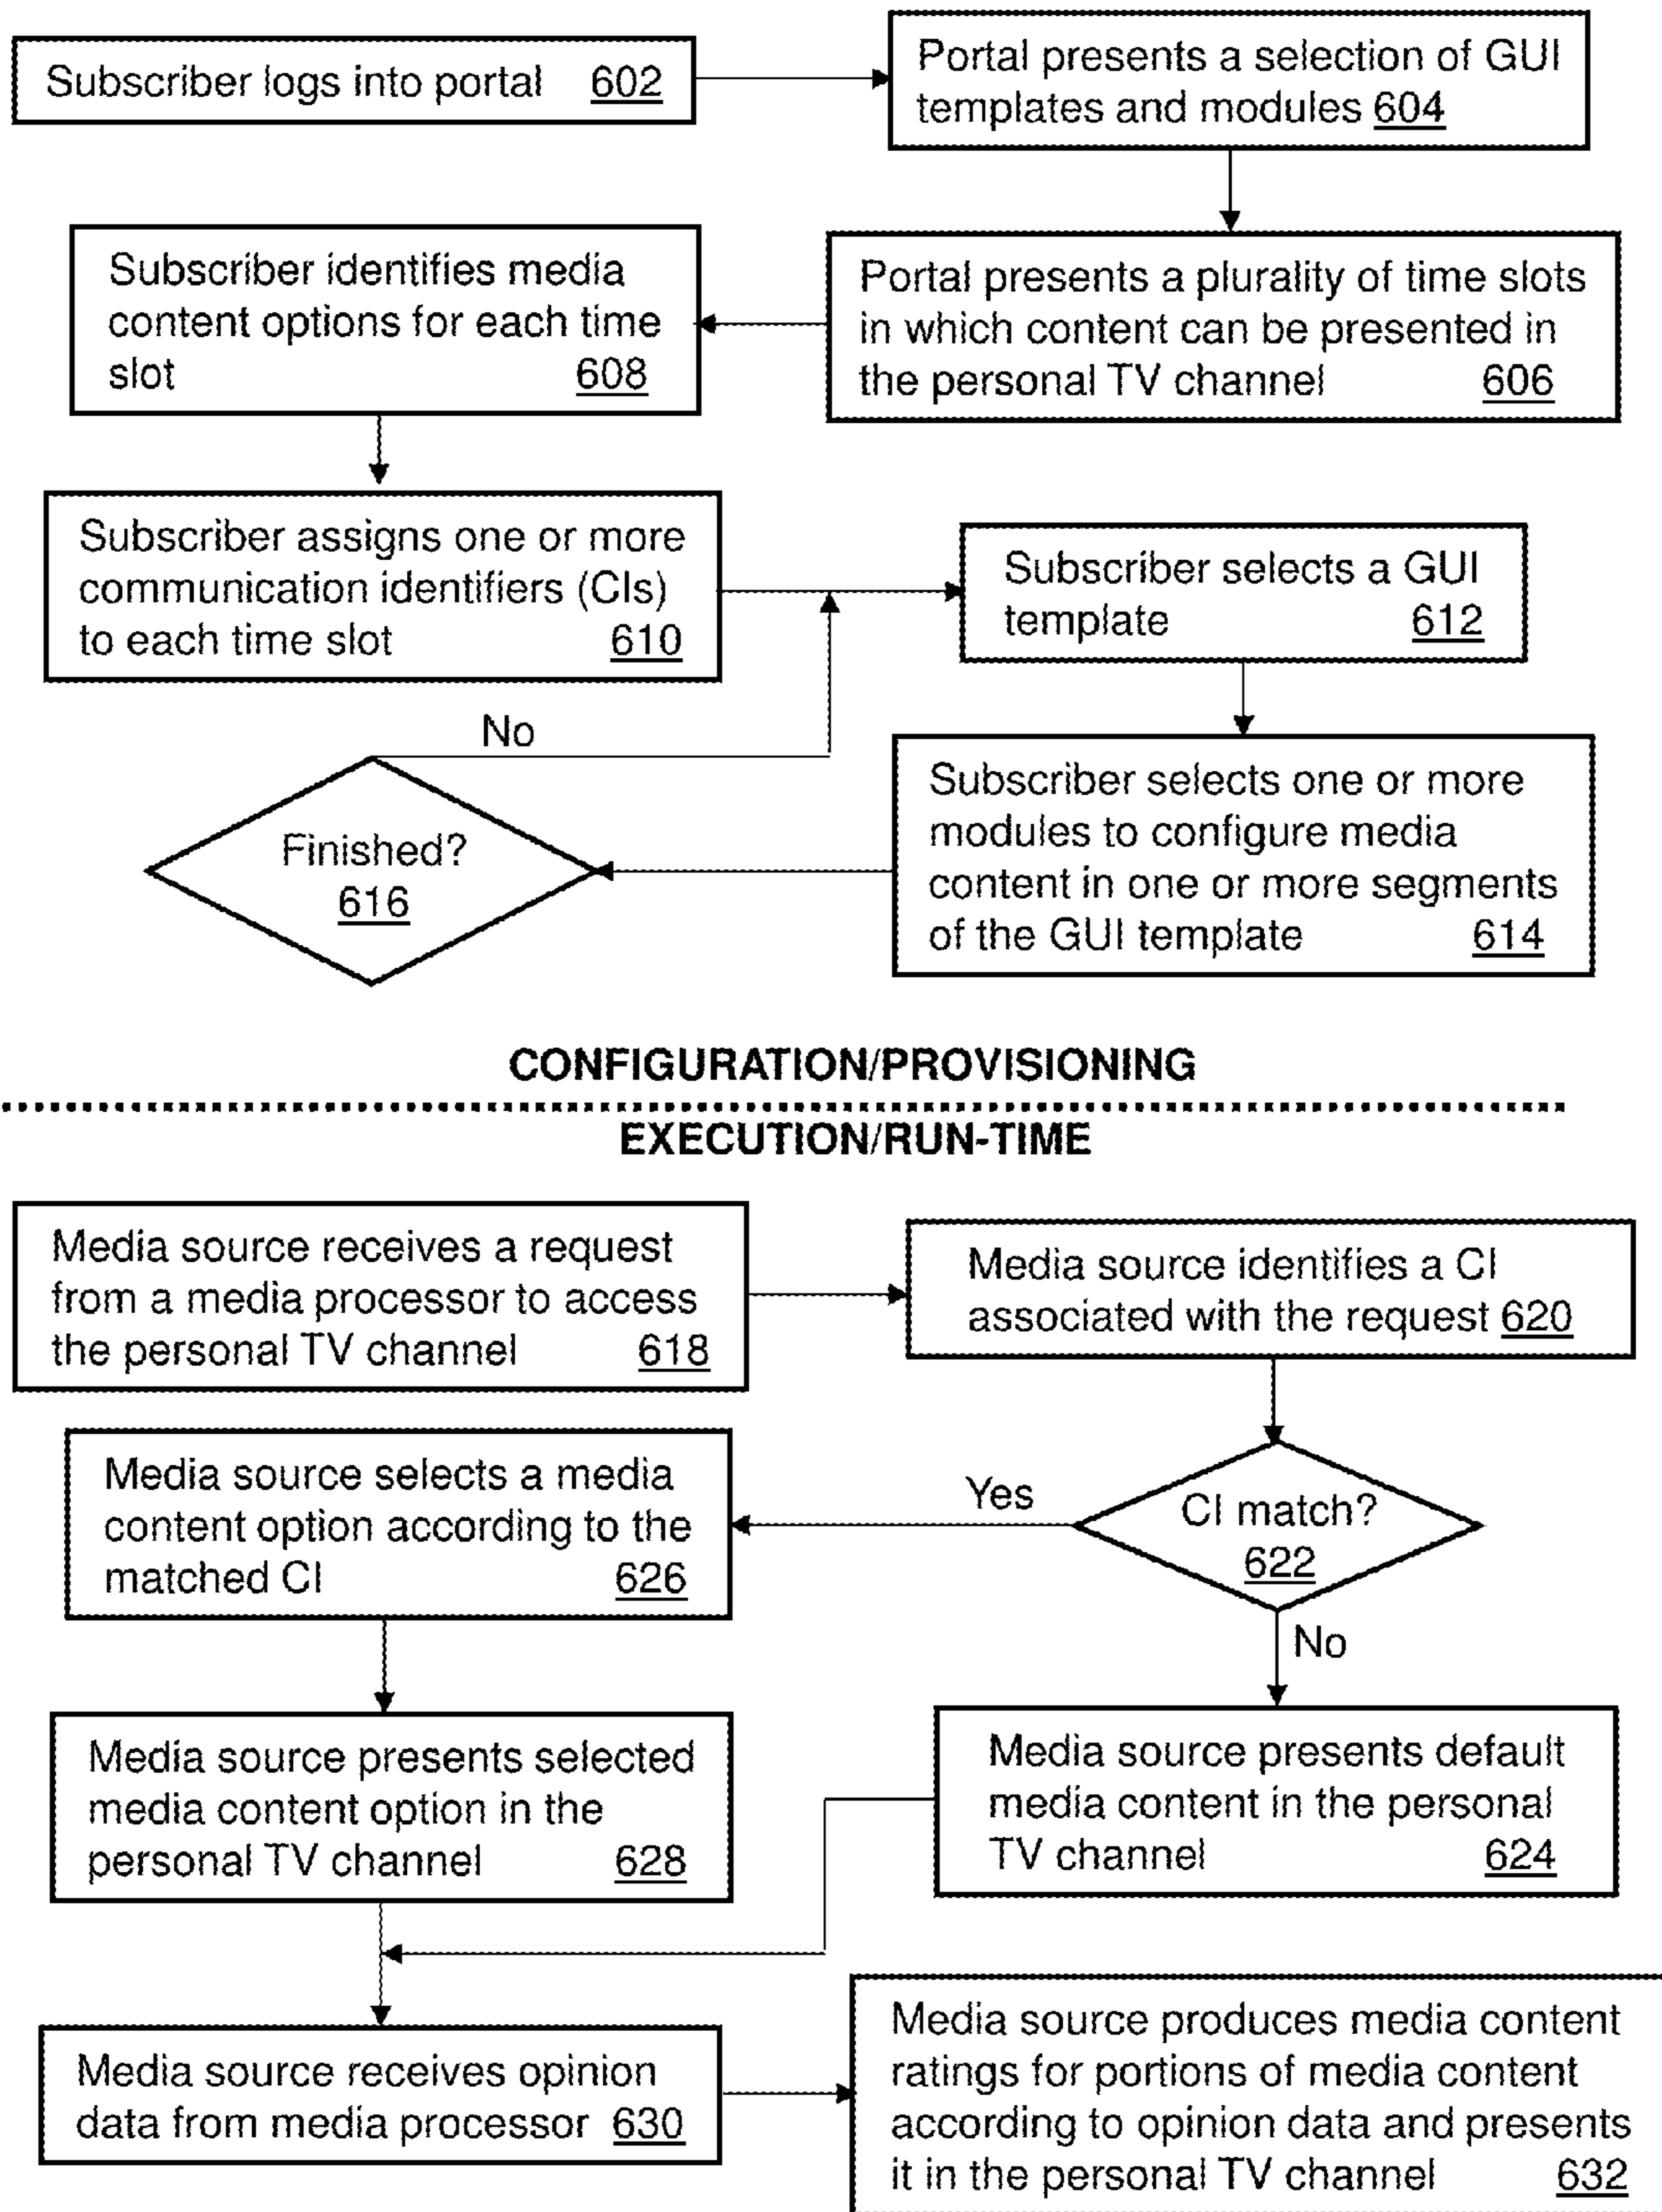 Subscriber logs into portal 602
Portal presents a selection of GUI
templates and modules 604
Portal presents a plurality of time slots
in which content can be presented in
the personal TV channel 606
Subscriber identifies media
content options for each time
slot 608
Subscriber assigns one or more
communication identifiers (CIs)
to each time slot 610
Subscriber selects a GUI
template 612
Subscriber selects one or more
modules to configure media
content in one or more segments
of the GUI template 614
Finished?
616
No
CONFIGURATION/PROVISIONING
EXECUTION/RUN-TIME
Media source receives a request
from a media processor to access
the personal TV channel 618
Media source identifies a CI
associated with the request 620
CI match?
622
Yes
No
Media source selects a media
content option according to the
matched CI 626
Media source presents selected
media content option in the
personal TV channel 628
Media source presents default
media content in the personal
TV channel 624
Media source receives opinion
data from media processor 630
Media source produces media content
ratings for portions of media content
according to opinion data and presents
it in the personal TV channel 632